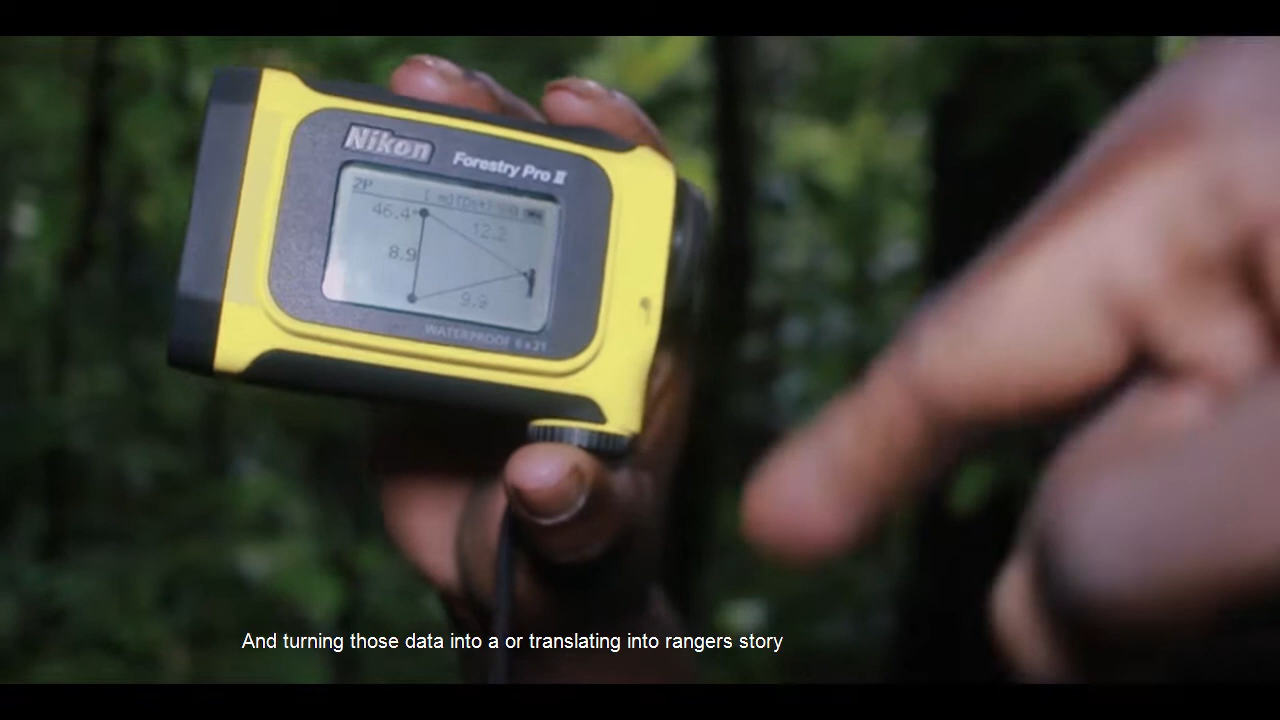 Nikon
Forestry Pro II
2P
46.4°
12.2
8.9
9.9
WATERPROOF 6x21
And turning those data into a or translating into rangers story